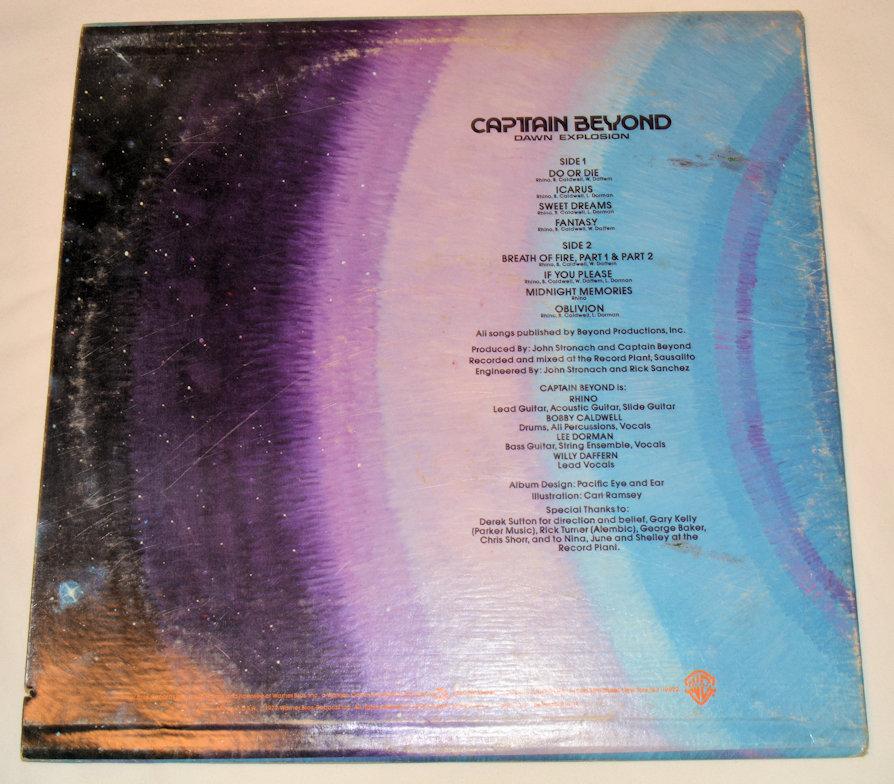 CAPTAIN BEYOND
DAWN EXPLOSION
SIDE 1
DO OR DIE
Rhino, B. Caldwell, W. Daffern
ICARUS
Rhino, B. Caldwell, L. Dorman
SWEET DREAMS
Rhino, B. Caldwell, L. Dorman
FANTASY
Rhino, B. Caldwell, W. Daffern
SIDE 2
BREATH OF FIRE, PART 1 & PART 2
Rhino, B. Caldwell, W. Daffern
IF YOU PLEASE
Rhino, B. Caldwell, W. Daffern, L. Dorman
MIDNIGHT MEMORIES
Rhino
OBLIVION
Rhino, B. Caldwell, L. Dorman
All songs published by Beyond Productions, Inc.
Produced By: John Stronach and Captain Beyond
Recorded and mixed at the Record Plant, Sausalito
Engineered By: John Stronach and Rick Sanchez
CAPTAIN BEYOND is:
RHINO
Lead Guitar, Acoustic Guitar, Slide Guitar
BOBBY CALDWELL
Drums, All Percussions, Vocals
LEE DORMAN
Bass Guitar, String Ensemble, Vocals
WILLY DAFFERN
Lead Vocals
Album Design: Pacific Eye and Ear
Illustration: Carl Ramsey
Special Thanks to:
Derek Sutton for direction and belief, Gary Kelly
(Parker Music), Rick Turner (Alembic), George Baker,
Chris Shorr, and to Nina, June and Shelley at the
Record Plant.